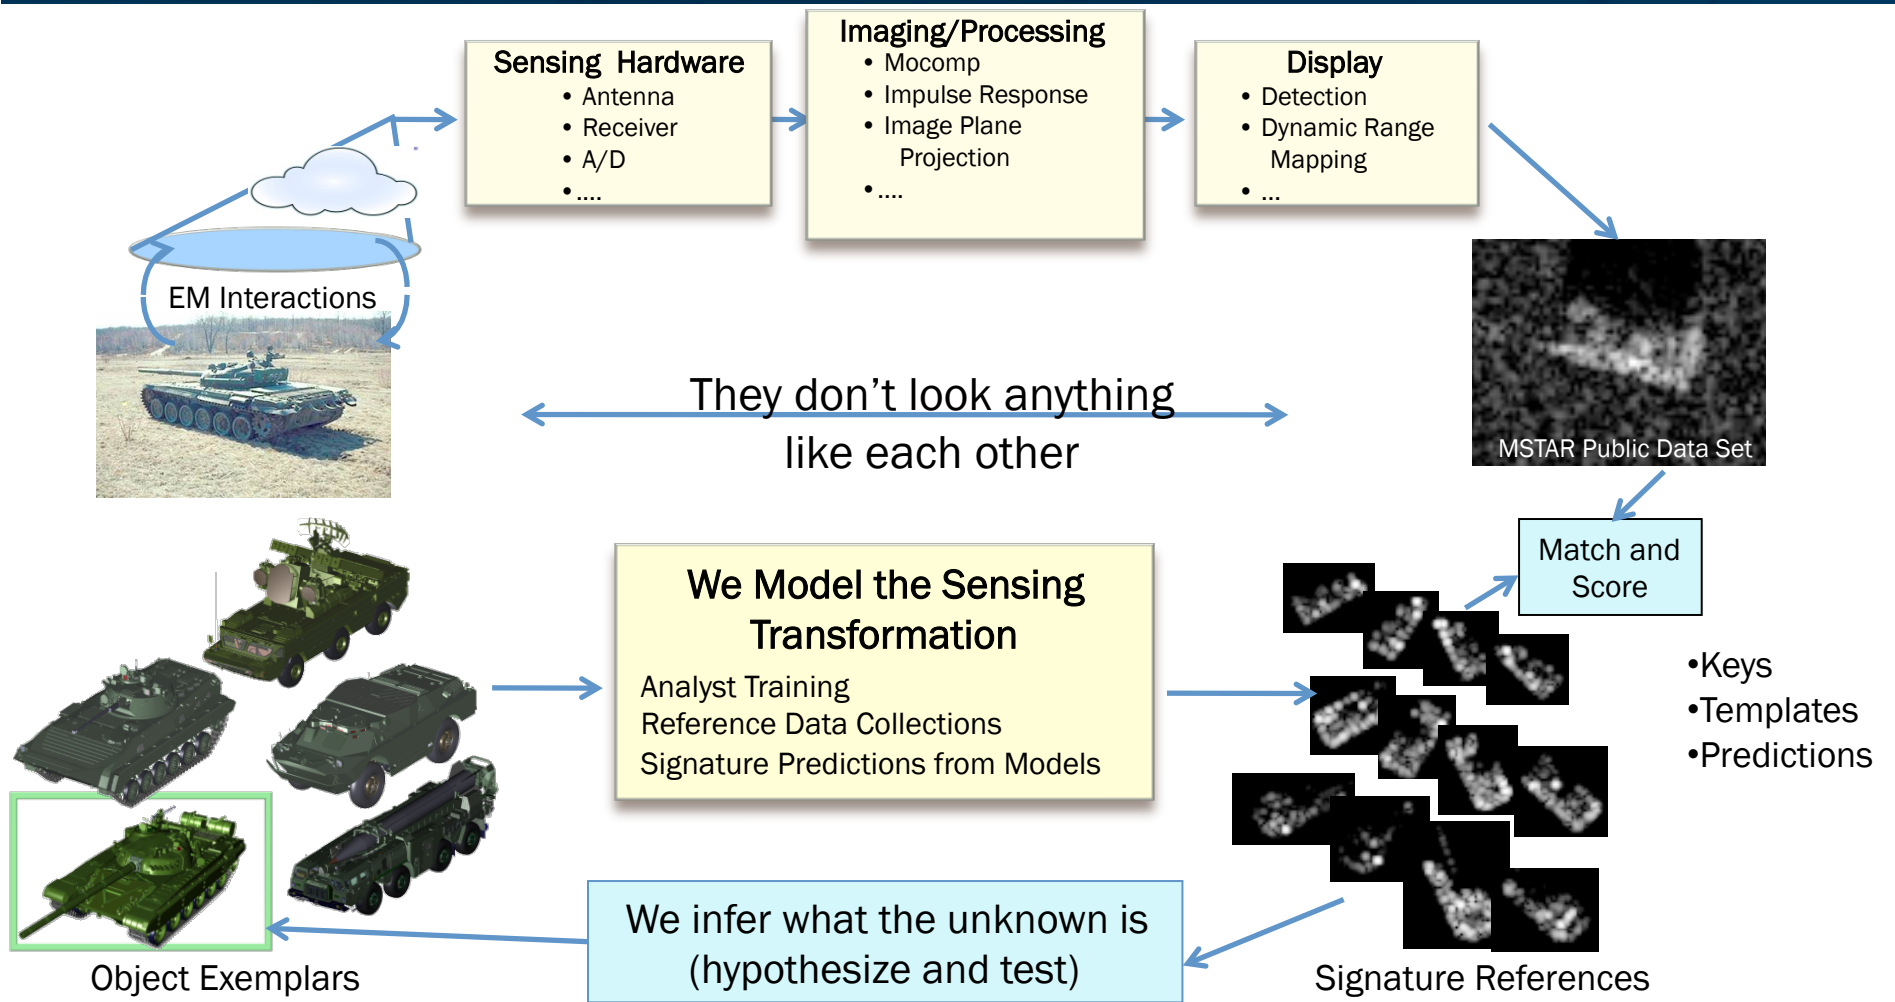 Sensing Hardware
• Antenna
• Receiver
• A/D
• ....
Imaging/Processing
• Mocomp
• Impulse Response
• Image Plane
Projection
• ....
Display
• Detection
• Dynamic Range
Mapping
• ...
EM Interactions
They don't look anything
like each other
MSTAR Public Data Set
Match and
Score
We Model the Sensing
Transformation
Analyst Training
Reference Data Collections
Signature Predictions from Models
•Keys
•Templates
•Predictions
We infer what the unknown is
(hypothesize and test)
Object Exemplars
Signature References